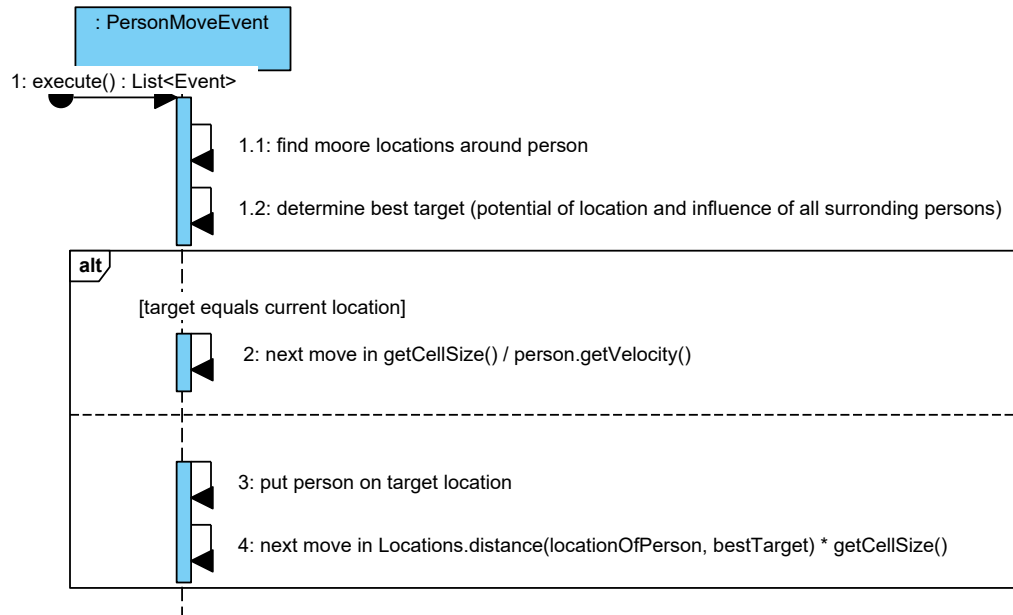 : PersonMoveEvent
1: execute() : List<Event>
1.1: find moore locations around person
1.2: determine best target (potential of location and influence of all surronding persons)
alt
[target equals current location]
2: next move in getCellSize() / person.getVelocity()
3: put person on target location
4: next move in Locations.distance(locationOfPerson, bestTarget) * getCellSize()